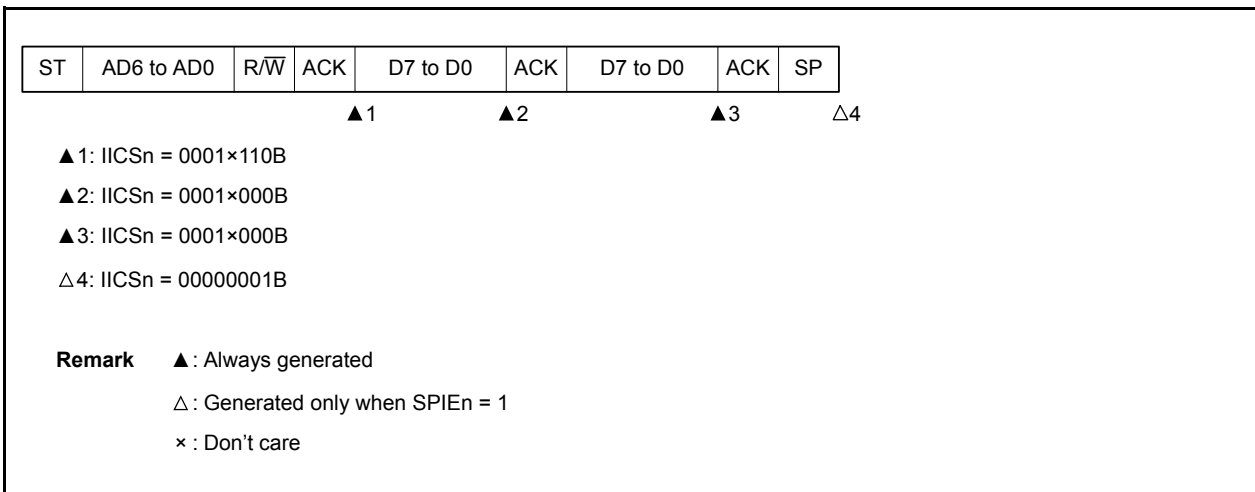 ST AD6 to AD0 R/W̅ ACK D7 to D0 ACK D7 to D0 ACK SP
▲1 ▲2 ▲3 △4
▲1: IICSn = 0001×110B
▲2: IICSn = 0001×000B
▲3: IICSn = 0001×000B
△4: IICSn = 00000001B
Remark ▲: Always generated
△: Generated only when SPIEn = 1
×: Don't care